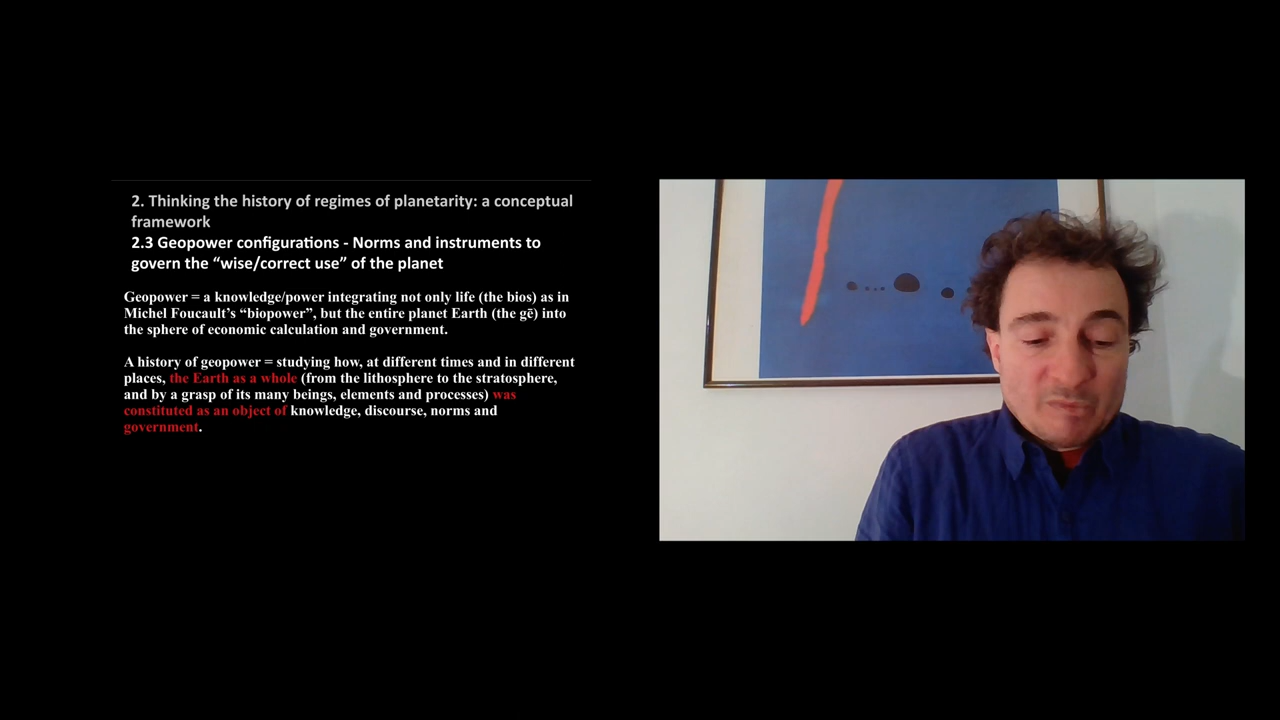 2. Thinking the history of regimes of planetarity: a conceptual
framework
2.3 Geopower configurations - Norms and instruments to
govern the “wise/correct use” of the planet
Geopower = a knowledge/power integrating not only life (the bios) as in
Michel Foucault’s “biopower”, but the entire planet Earth (the gē) into
the sphere of economic calculation and government.
A history of geopower = studying how, at different times and in different
places, the Earth as a whole (from the lithosphere to the stratosphere,
and by a grasp of its many beings, elements and processes) was
constituted as an object of knowledge, discourse, norms and
government.